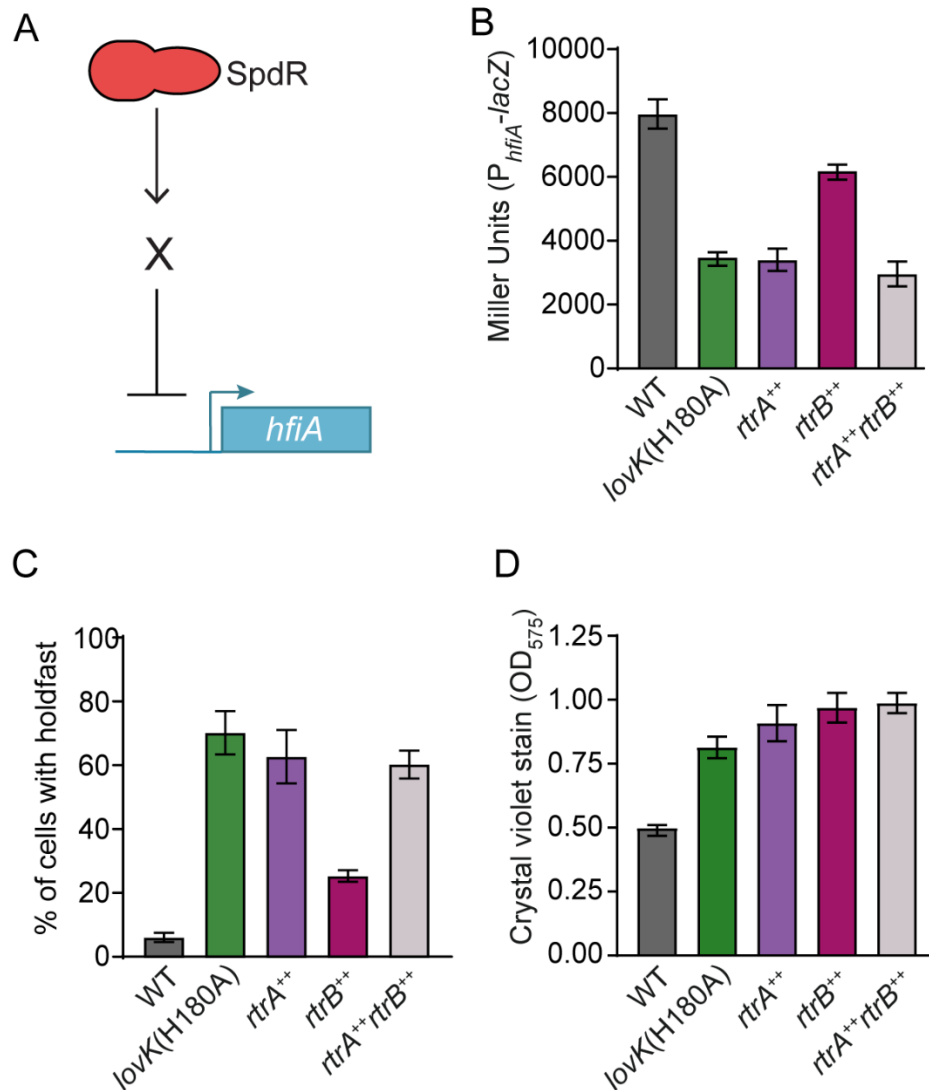 A
SpdR
X
hfiA
B
Miller Units (P hfiA-lacZ)
10000
8000
6000
4000
2000
0
WT
lovK(H180A)
rtrA++
rtrB++
rtrA++rtrB++
C
% of cells with holdfast
100
80
60
40
20
0
WT
lovK(H180A)
rtrA++
rtrB++
rtrA++rtrB++
D
Crystal violet stain (OD575)
1.25
1.00
0.75
0.50
0.25
0.00
WT
lovK(H180A)
rtrA++
rtrB++
rtrA++rtrB++